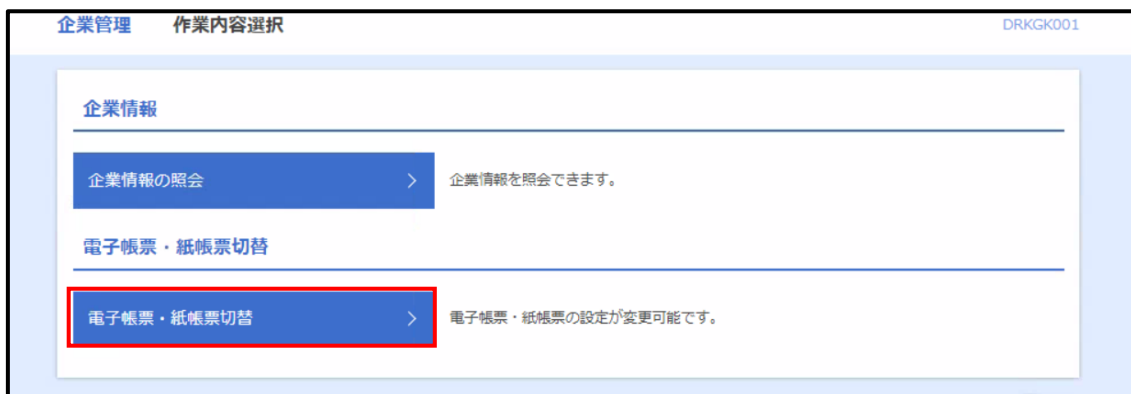 企業管理 作業内容選択 DRKGK001
企業情報
企業情報の照会 企業情報を照会できます。
電子帳票・紙帳票切替
電子帳票・紙帳票切替 電子帳票・紙帳票の設定が変更可能です。